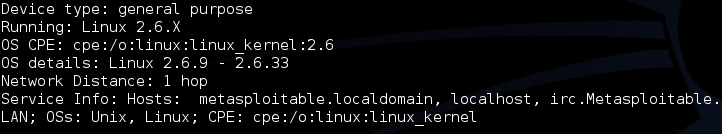 Device type: general purpose
Running: Linux 2.6.X
OS CPE: cpe:/o:linux:linux_kernel:2.6
OS details: Linux 2.6.9 - 2.6.33
Network Distance: 1 hop
Service Info: Hosts:  metasploitable.localdomain, localhost, irc.Metasploitable.
LAN; OSs: Unix, Linux; CPE: cpe:/o:linux:linux_kernel